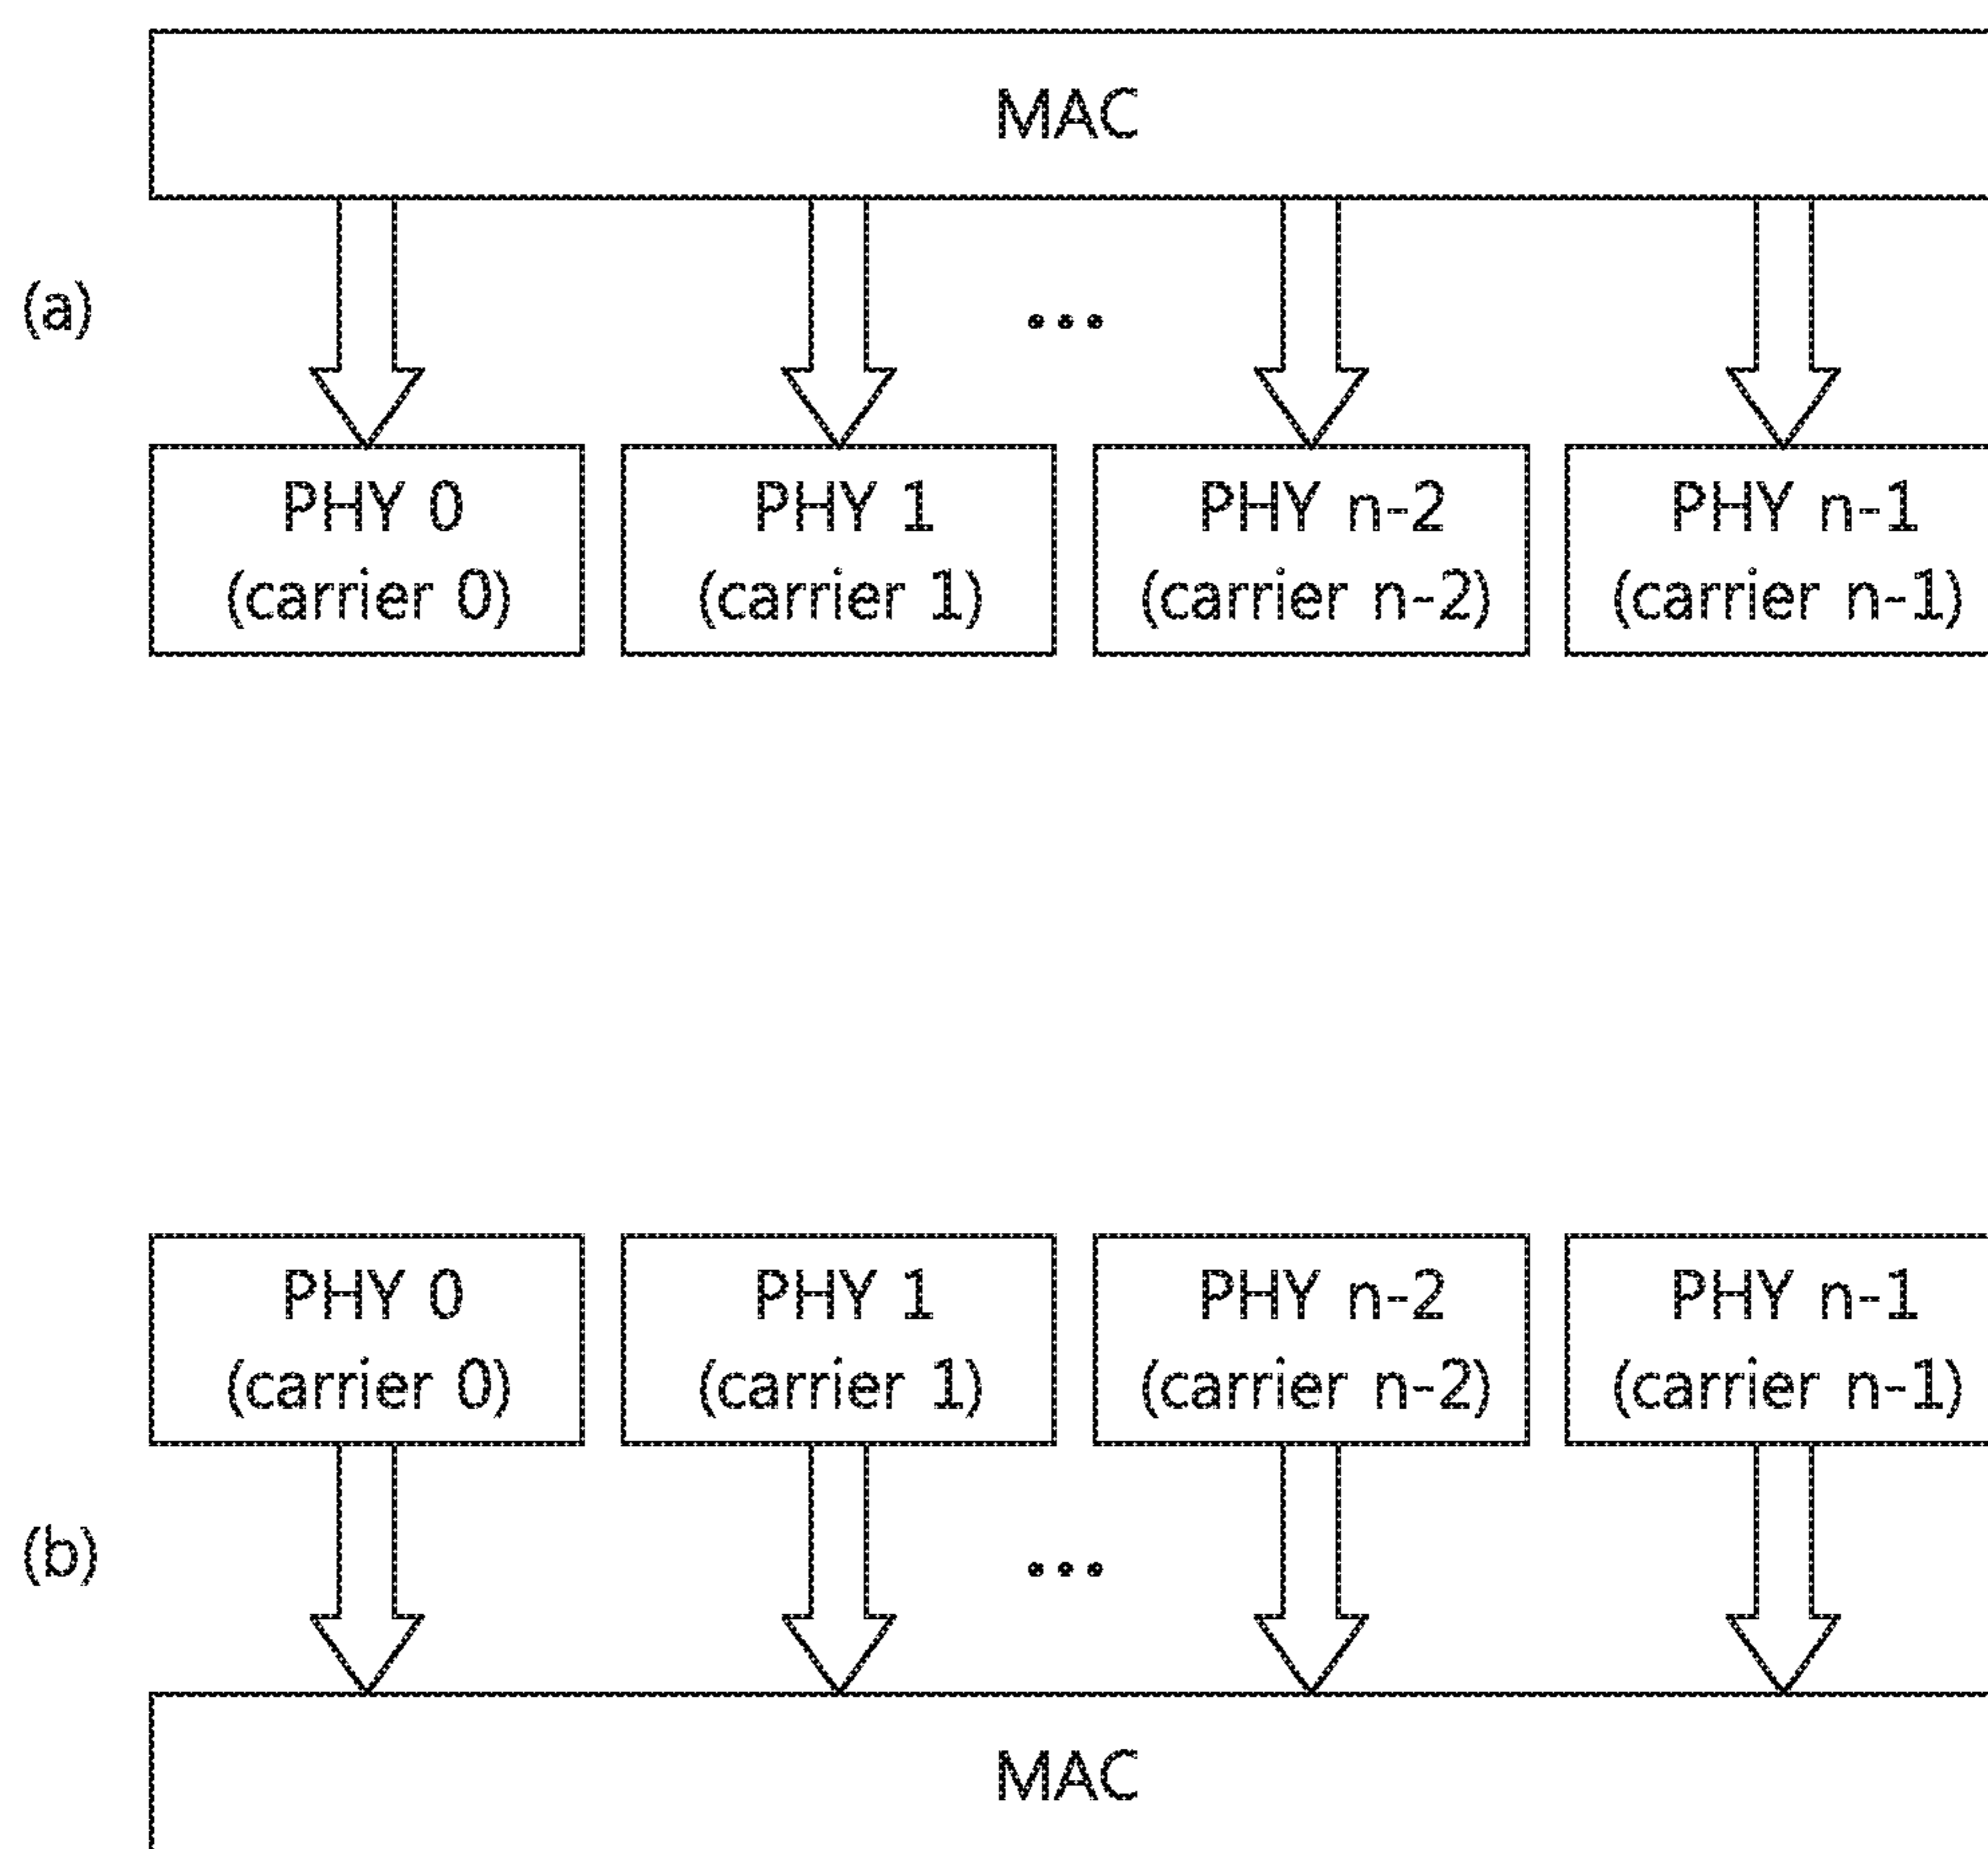 MAC
(a)
...
PHY 0
(carrier 0)
PHY 1
(carrier 1)
PHY n-2
(carrier n-2)
PHY n-1
(carrier n-1)
PHY 0
(carrier 0)
PHY 1
(carrier 1)
PHY n-2
(carrier n-2)
PHY n-1
(carrier n-1)
(b)
...
MAC